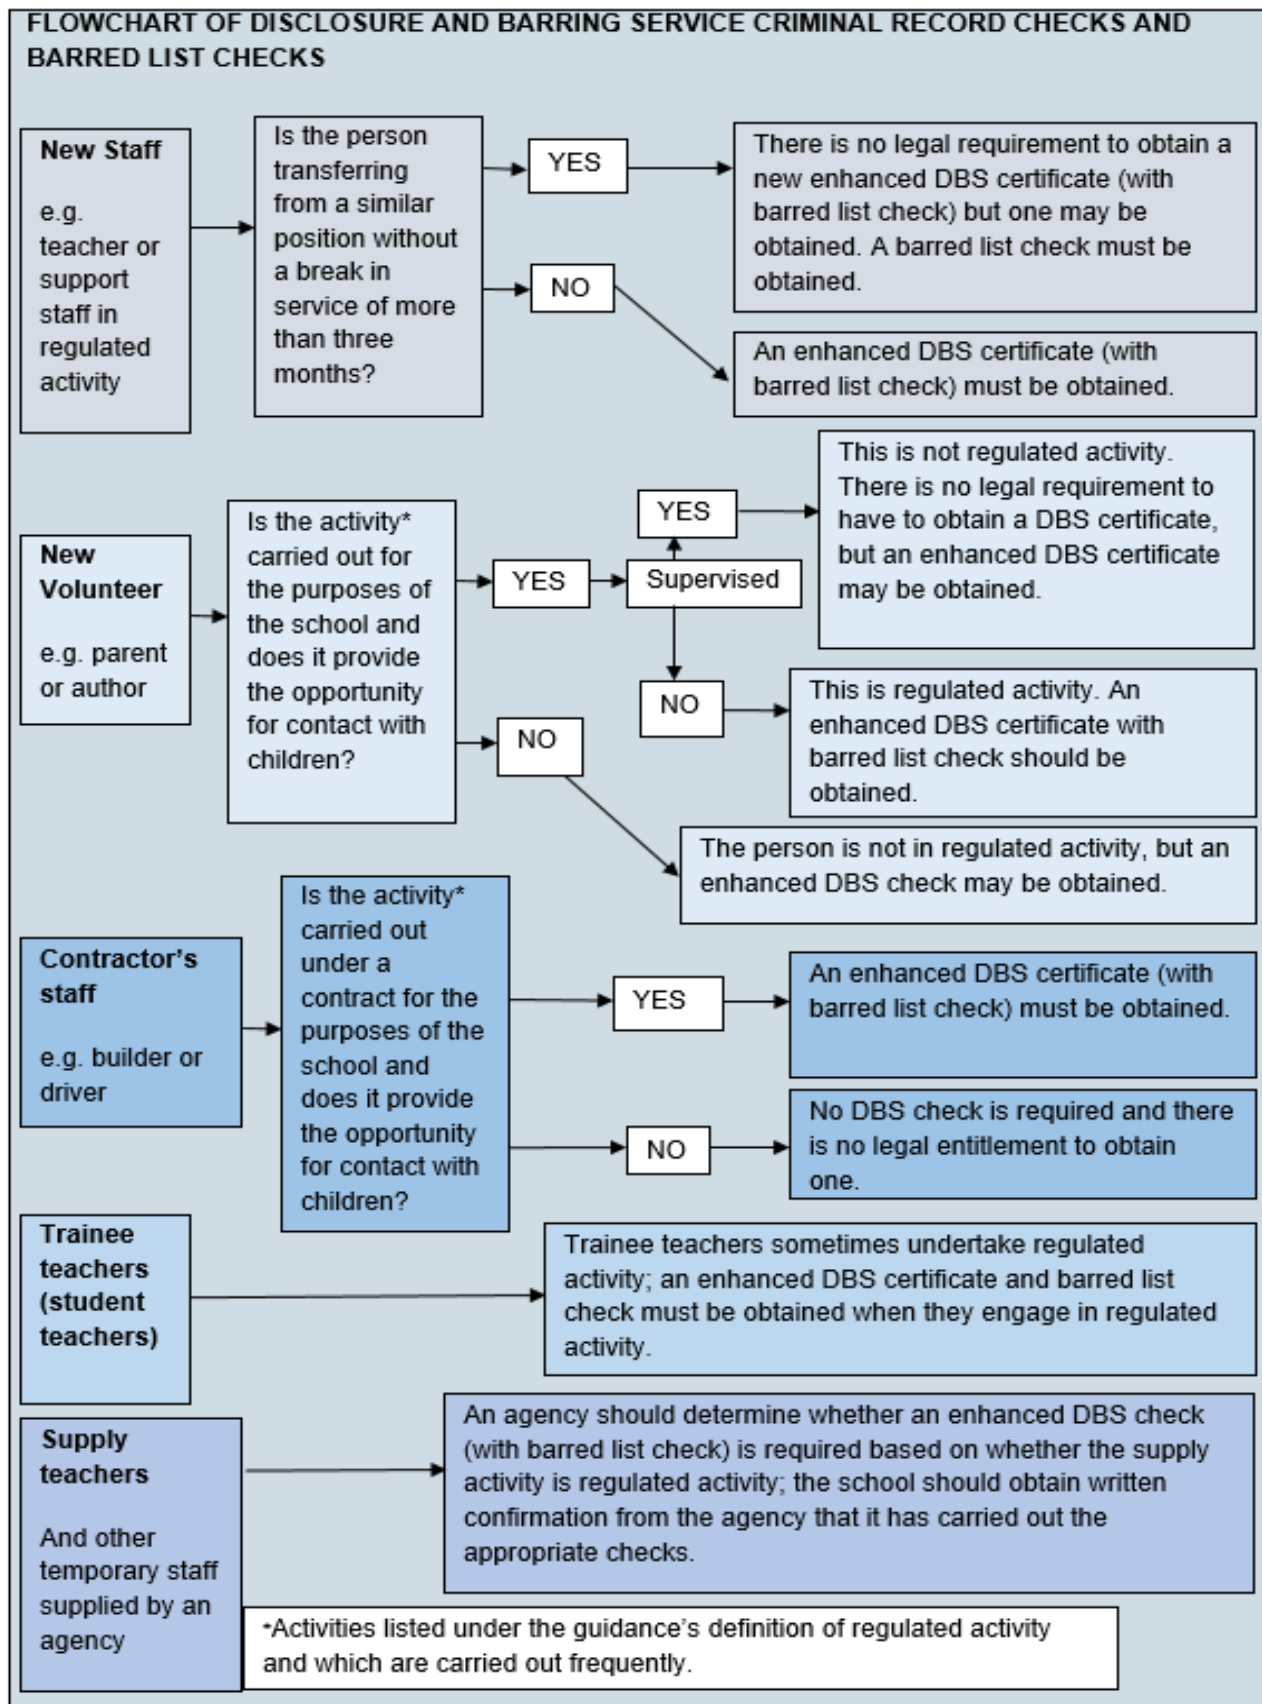 FLOWCHART OF DISCLOSURE AND BARRING SERVICE CRIMINAL RECORD CHECKS AND
BARRED LIST CHECKS
New Staff
e.g.
teacher or
support
staff in
regulated
activity
Is the person
transferring
from a similar
position without
a break in
service of more
than three
months?
YES
There is no legal requirement to obtain a
new enhanced DBS certificate (with
barred list check) but one may be
obtained. A barred list check must be
obtained.
NO
An enhanced DBS certificate (with
barred list check) must be obtained.
New
Volunteer
e.g. parent
or author
Is the activity*
carried out for
the purposes of
the school and
does it provide
the opportunity
for contact with
children?
YES
Supervised
YES
This is not regulated activity.
There is no legal requirement to
have to obtain a DBS certificate,
but an enhanced DBS certificate
may be obtained.
NO
This is regulated activity. An
enhanced DBS certificate with
barred list check should be
obtained.
NO
The person is not in regulated activity, but an
enhanced DBS check may be obtained.
Contractor's
staff
e.g. builder or
driver
Is the activity*
carried out
under a
contract for the
purposes of the
school and
does it provide
the opportunity
for contact with
children?
YES
An enhanced DBS certificate (with
barred list check) must be obtained.
NO
No DBS check is required and there
is no legal entitlement to obtain
one.
Trainee
teachers
(student
teachers)
Trainee teachers sometimes undertake regulated
activity; an enhanced DBS certificate and barred list
check must be obtained when they engage in regulated
activity.
Supply
teachers
And other
temporary staff
supplied by an
agency
An agency should determine whether an enhanced DBS check
(with barred list check) is required based on whether the supply
activity is regulated activity; the school should obtain written
confirmation from the agency that it has carried out the
appropriate checks.
*Activities listed under the guidance's definition of regulated activity
and which are carried out frequently.